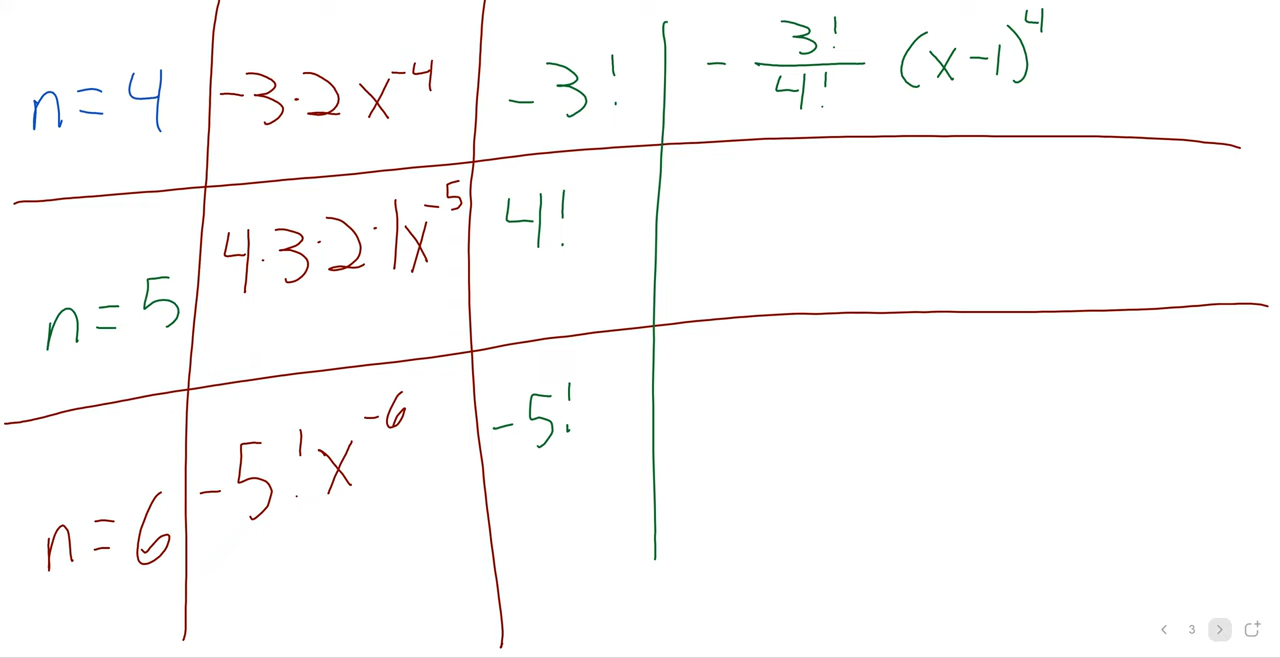 n = 4 -3·2x^-4 -3! - 3!/4! (x-1)^4
n = 5 4·3·2·1x^-5 4!
n = 6 -5!x^-6 -5!
3